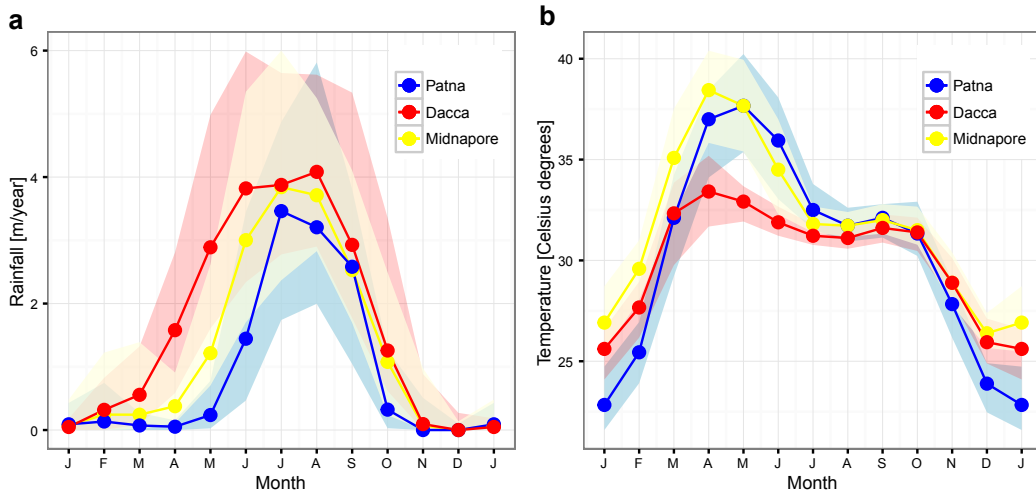 a
Rainfall [m/year]
6
4
2
0
Patna
Dacca
Midnapore
J F M A M J J A S O N D J
Month
b
Temperature [Celsius degrees]
40
35
30
25
Patna
Dacca
Midnapore
J F M A M J J A S O N D J
Month